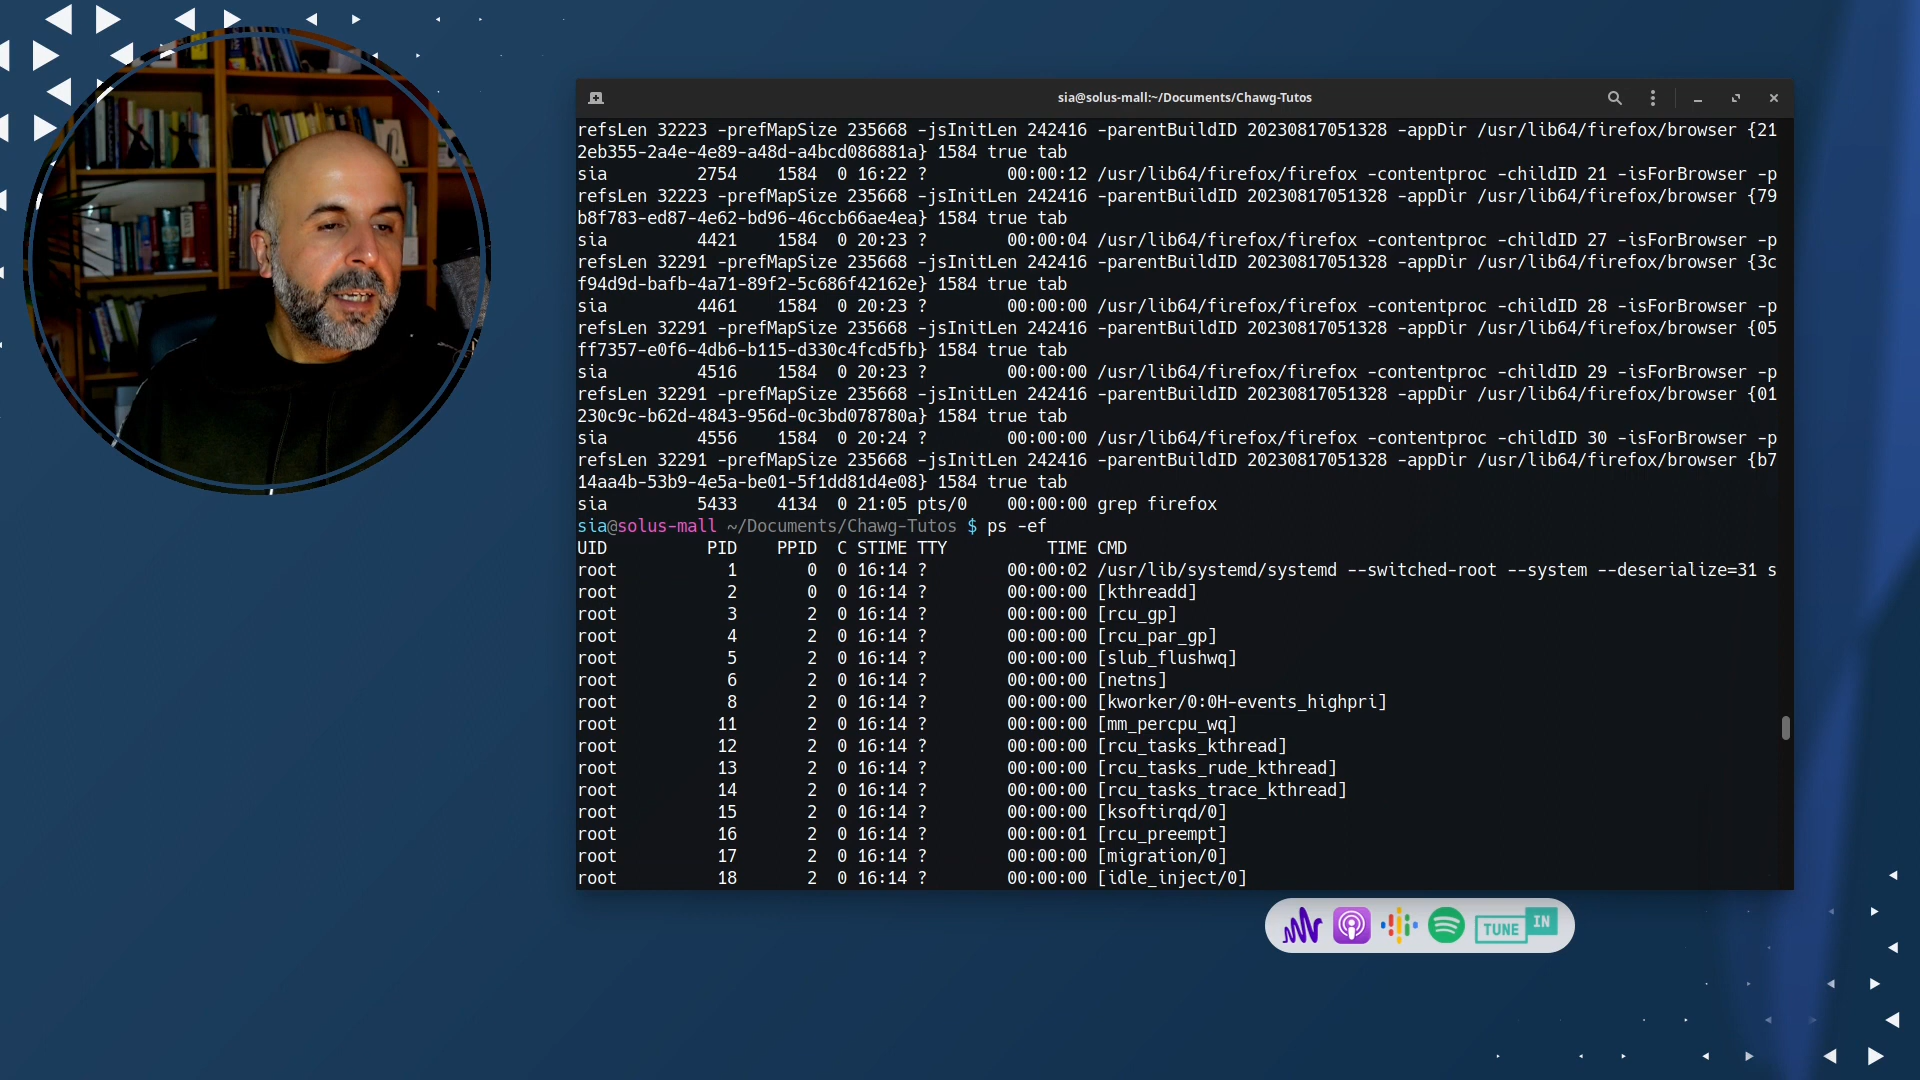 sia@solus-mall:~/Documents/Chawg-Tutos
refsLen 32223 -prefMapSize 235668 -jsInitLen 242416 -parentBuildID 20230817051328 -appDir /usr/lib64/firefox/browser {21
2eb355-2a4e-4e89-a48d-a4bcd086881a} 1584 true tab
sia 2754 1584 0 16:22 ? 00:00:12 /usr/lib64/firefox/firefox -contentproc -childID 21 -isForBrowser -p
refsLen 32223 -prefMapSize 235668 -jsInitLen 242416 -parentBuildID 20230817051328 -appDir /usr/lib64/firefox/browser {79
b8f783-ed87-4e62-bd96-46ccb66ae4ea} 1584 true tab
sia 4421 1584 0 20:23 ? 00:00:04 /usr/lib64/firefox/firefox -contentproc -childID 27 -isForBrowser -p
refsLen 32291 -prefMapSize 235668 -jsInitLen 242416 -parentBuildID 20230817051328 -appDir /usr/lib64/firefox/browser {3c
f94d9d-bafb-4a71-89f2-5c686f42162e} 1584 true tab
sia 4461 1584 0 20:23 ? 00:00:00 /usr/lib64/firefox/firefox -contentproc -childID 28 -isForBrowser -p
refsLen 32291 -prefMapSize 235668 -jsInitLen 242416 -parentBuildID 20230817051328 -appDir /usr/lib64/firefox/browser {05
ff7357-e0f6-4db6-b115-d330c4fcd5fb} 1584 true tab
sia 4516 1584 0 20:23 ? 00:00:00 /usr/lib64/firefox/firefox -contentproc -childID 29 -isForBrowser -p
refsLen 32291 -prefMapSize 235668 -jsInitLen 242416 -parentBuildID 20230817051328 -appDir /usr/lib64/firefox/browser {01
230c9c-b62d-4843-956d-0c3bd078780a} 1584 true tab
sia 4556 1584 0 20:24 ? 00:00:00 /usr/lib64/firefox/firefox -contentproc -childID 30 -isForBrowser -p
refsLen 32291 -prefMapSize 235668 -jsInitLen 242416 -parentBuildID 20230817051328 -appDir /usr/lib64/firefox/browser {b7
14aa4b-53b9-4e5a-be01-5f1dd81d4e08} 1584 true tab
sia 5433 4134 0 21:05 pts/0 00:00:00 grep firefox
sia@solus-mall ~/Documents/Chawg-Tutos $ ps -ef
UID PID PPID C STIME TTY TIME CMD
root 1 0 0 16:14 ? 00:00:02 /usr/lib/systemd/systemd --switched-root --system --deserialize=31 s
root 2 0 0 16:14 ? 00:00:00 [kthreadd]
root 3 2 0 16:14 ? 00:00:00 [rcu_gp]
root 4 2 0 16:14 ? 00:00:00 [rcu_par_gp]
root 5 2 0 16:14 ? 00:00:00 [slub_flushwq]
root 6 2 0 16:14 ? 00:00:00 [netns]
root 8 2 0 16:14 ? 00:00:00 [kworker/0:0H-events_highpri]
root 11 2 0 16:14 ? 00:00:00 [mm_percpu_wq]
root 12 2 0 16:14 ? 00:00:00 [rcu_tasks_kthread]
root 13 2 0 16:14 ? 00:00:00 [rcu_tasks_rude_kthread]
root 14 2 0 16:14 ? 00:00:00 [rcu_tasks_trace_kthread]
root 15 2 0 16:14 ? 00:00:00 [ksoftirqd/0]
root 16 2 0 16:14 ? 00:00:01 [rcu_preempt]
root 17 2 0 16:14 ? 00:00:00 [migration/0]
root 18 2 0 16:14 ? 00:00:00 [idle_inject/0]
TUNE IN